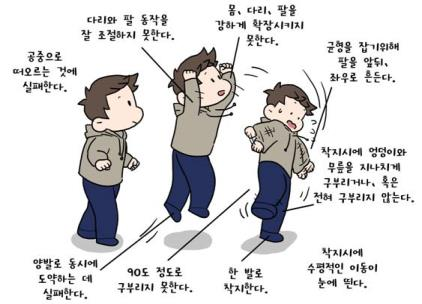 다리와 팔 동작을
잘 조절하지 못한다.
몸, 다리, 팔을
강하게 확장시키지
못한다.
공중으로
떠오르는 것에
실패한다.
균형을 잡기위해
팔을 앞뒤,
좌우로 흔든다.
착지시에 엉덩이와
무릎을 지나치게
구부리거나, 혹은
전혀 구부리지 않는다.
양발로 동시에
도약하는 데
실패한다.
90도 정도로
구부리지 못한다.
한 발로
착지한다.
착지시에
수평적인 이동이
눈에 띈다.